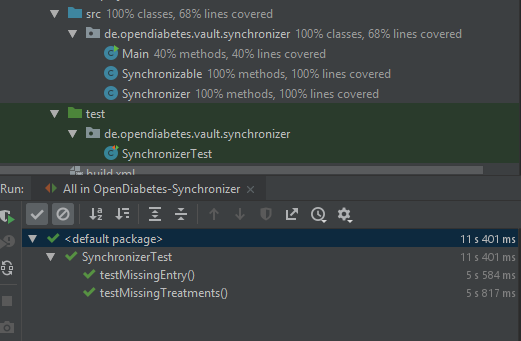 src 100% classes, 68% lines covered
de.opendiabetes.vault.synchronizer 100% classes, 68% lines covered
Main 40% methods, 40% lines covered
Synchronizable 100% methods, 100% lines covered
Synchronizer 100% methods, 100% lines covered
test
de.opendiabetes.vault.synchronizer
SynchronizerTest
build.xml
Run: All in OpenDiabetes-Synchronizer ×
<default package> 11 s 401 ms
SynchronizerTest 11 s 401 ms
testMissingEntry() 5 s 584 ms
testMissingTreatments() 5 s 817 ms